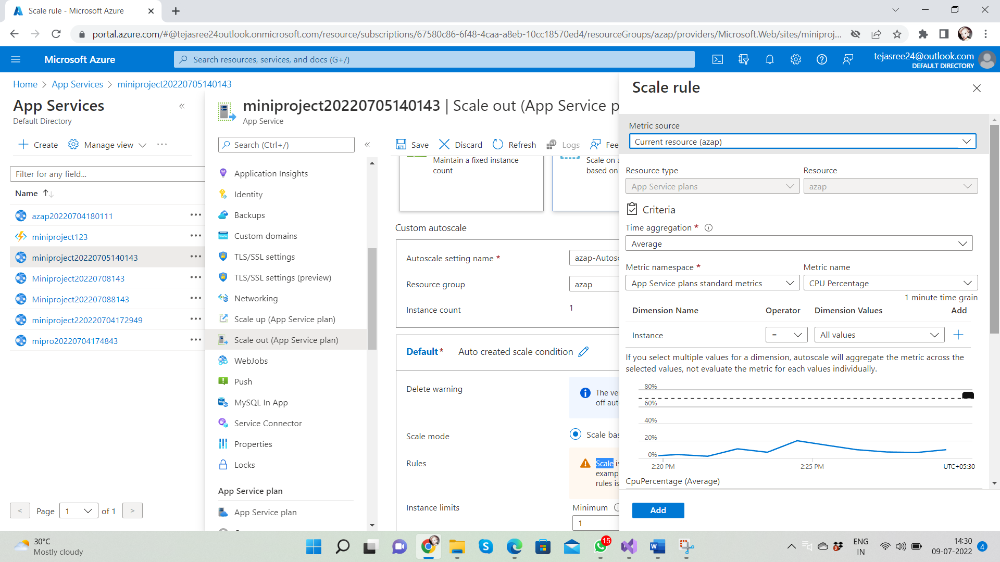 Scale rule - Microsoft Azure
portal.azure.com/#@tejasree24outlook.onmicrosoft.com/resource/subscriptions/67580c86-6f48-4caa-a8eb-10cc18570ed4/resourceGroups/azap/providers/Microsoft.Web/sites/miniproj...
Microsoft Azure
Search resources, services, and docs (G+/)
tejasree24@outlook.com
DEFAULT DIRECTORY
Home > App Services > miniproject20220705140143
App Services
Default Directory
Create
Manage view
Filter for any field...
Name
azap20220704180111
miniproject123
miniproject20220705140143
Miniproject20220708143
Miniproject202207088143
miniproject220220704172949
mipro20220704174843
< Page 1 of 1 >
miniproject20220705140143 | Scale out (App Service p
App Service
Search (Ctrl+/)
Application Insights
Identity
Backups
Custom domains
TLS/SSL settings
TLS/SSL settings (preview)
Networking
Scale up (App Service plan)
Scale out (App Service plan)
WebJobs
Push
MySQL In App
Service Connector
Properties
Locks
App Service plan
App Service plan
Save
Discard
Refresh
Logs
Fee
Maintain a fixed instance
count
Scale on a
based on
Custom autoscale
Autoscale setting name *
azap-Autosc
Resource group
azap
Instance count
1
Default* Auto created scale condition
Delete warning
The ver
off auto
Scale mode
Scale bas
Rules
Scale is
examp
rules is
Instance limits
Minimum
1
Scale rule
Metric source
Current resource (azap)
Resource type
App Service plans
Resource
azap
Criteria
Time aggregation *
Average
Metric namespace *
App Service plans standard metrics
Metric name
CPU Percentage
1 minute time grain
Dimension Name Operator Dimension Values Add
Instance = All values
If you select multiple values for a dimension, autoscale will aggregate the metric across the
selected values, not evaluate the metric for each values individually.
80%
60%
40%
20%
0%
2:20 PM 2:25 PM UTC+05:30
CpuPercentage (Average)
Add
30°C
Mostly cloudy
15
3
ENG
IN
14:30
09-07-2022
4